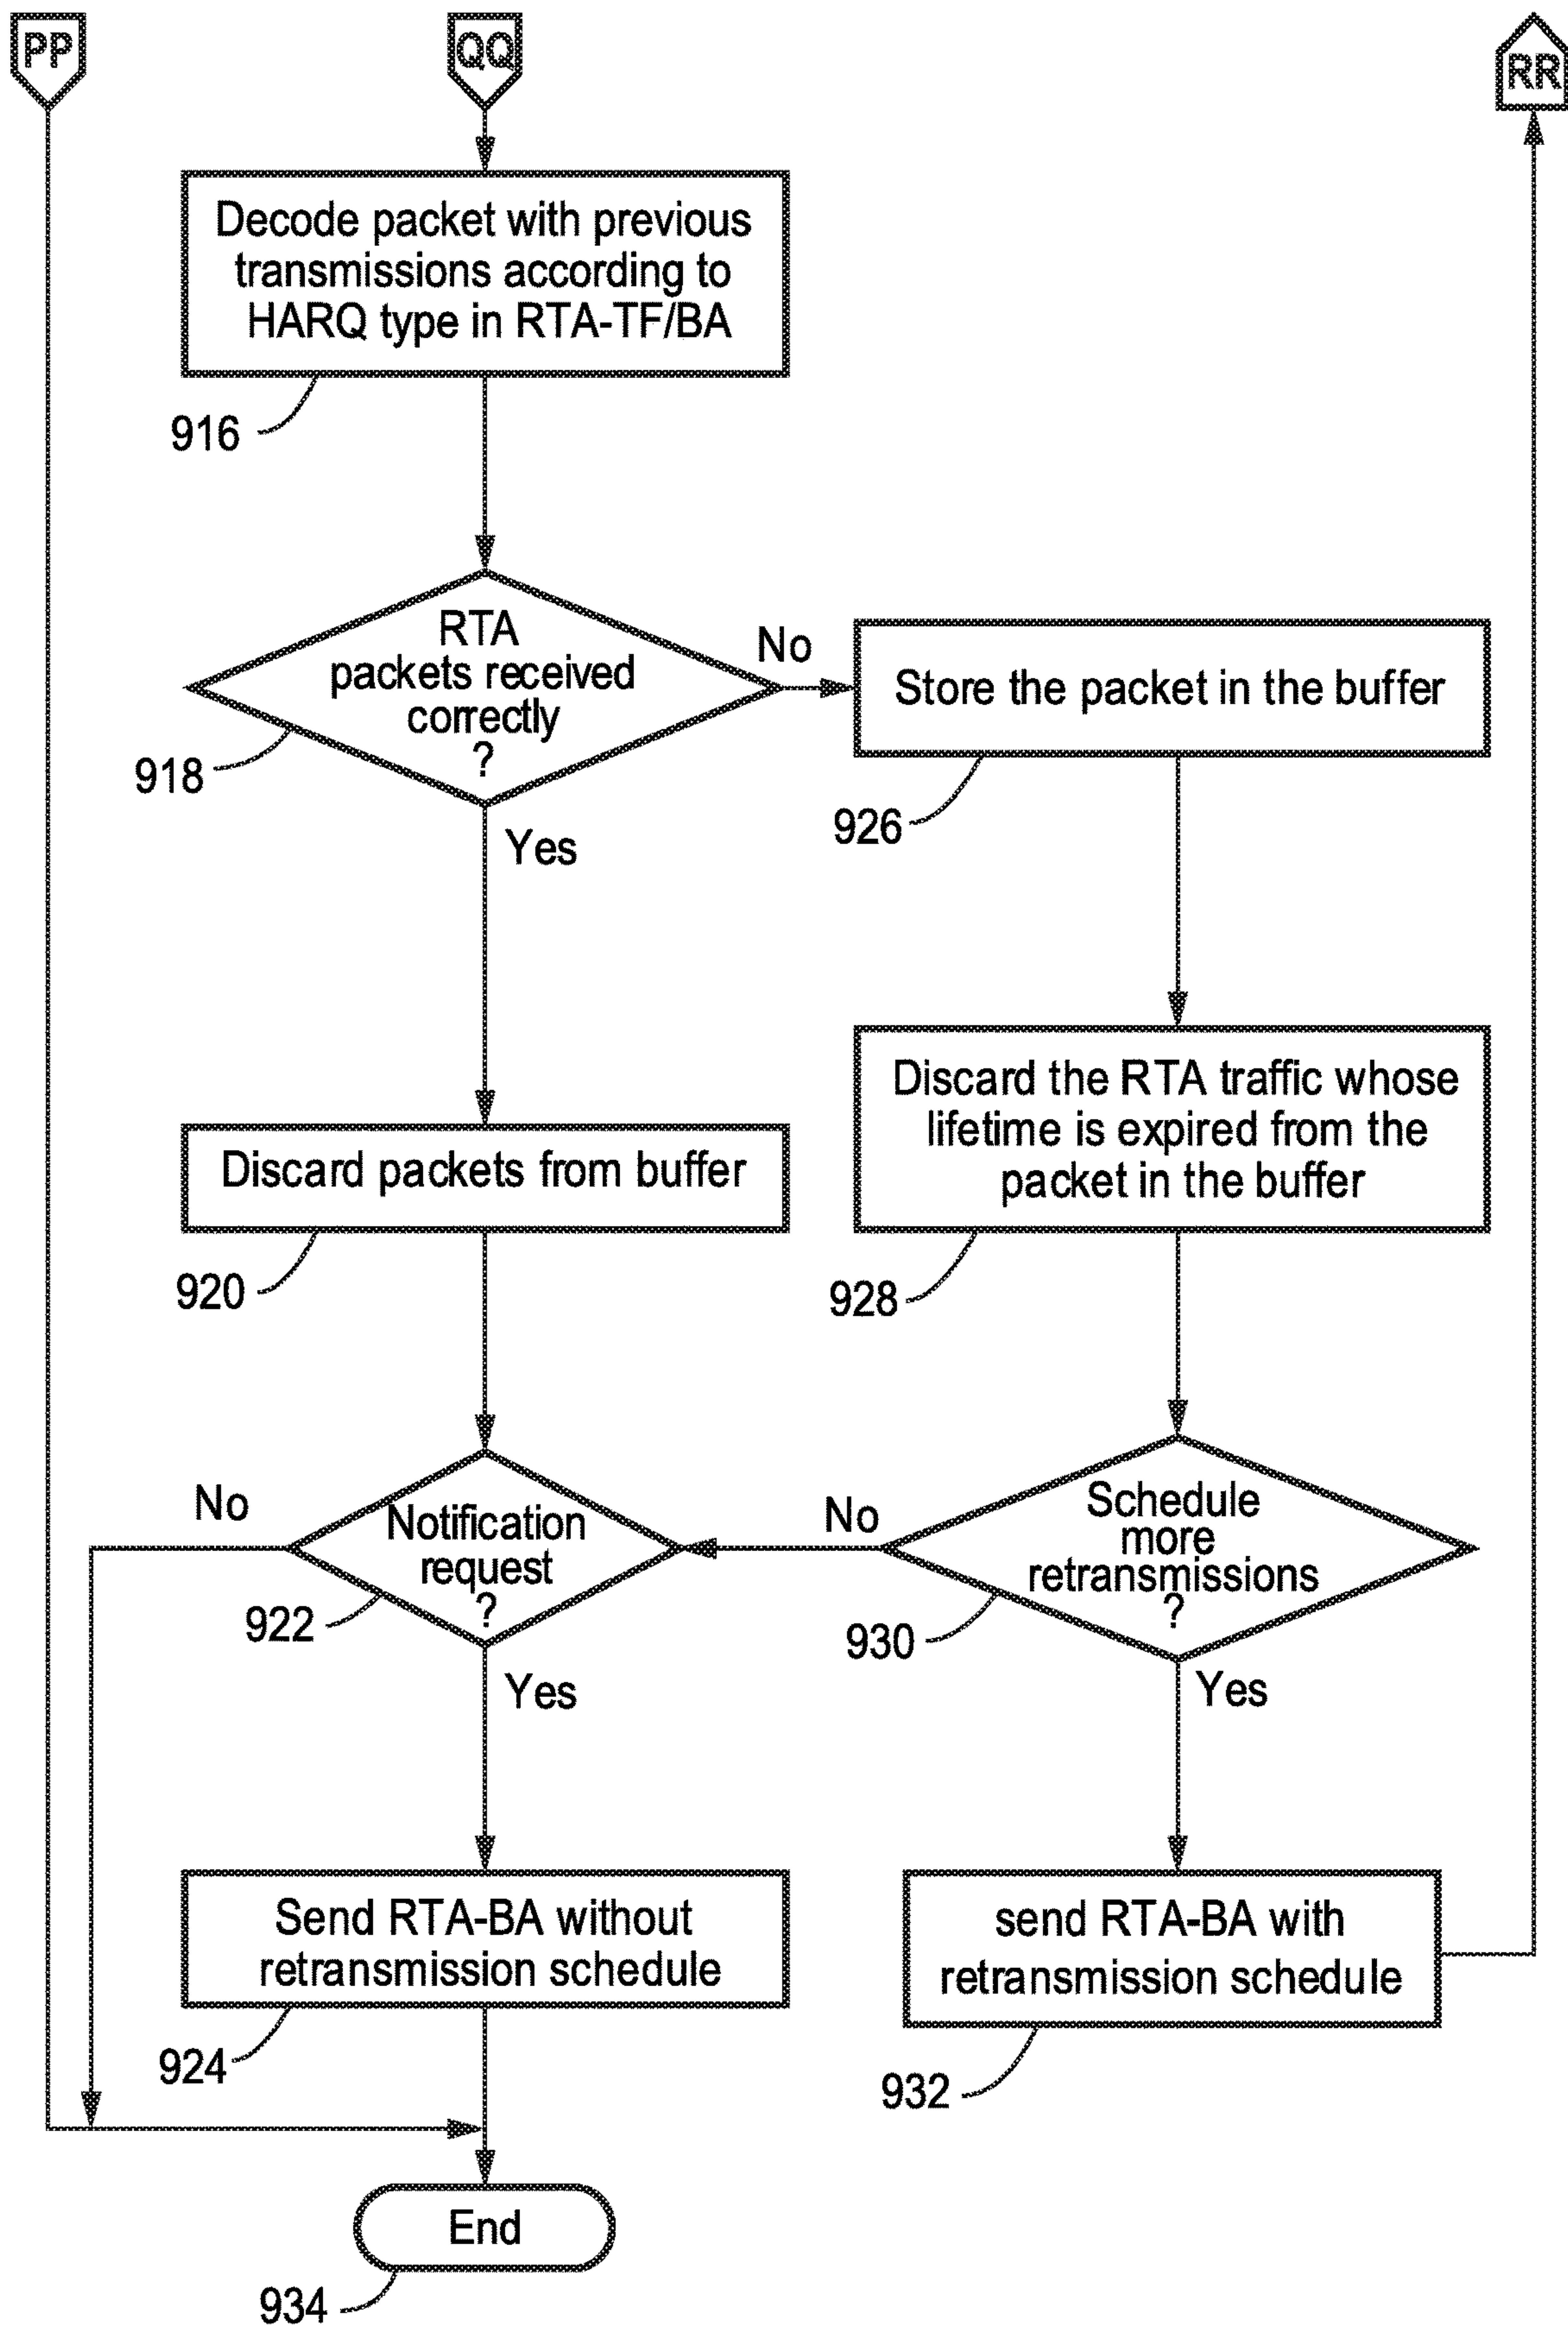 PP
QQ
RR
Decode packet with previous
transmissions according to
HARQ type in RTA-TF/BA
916
RTA
packets received
correctly
?
918
No
Yes
Store the packet in the buffer
926
Discard packets from buffer
920
Discard the RTA traffic whose
lifetime is expired from the
packet in the buffer
928
No
Notification
request
?
922
Yes
No
Schedule
more
retransmissions
?
930
Yes
Send RTA-BA without
retransmission schedule
924
send RTA-BA with
retransmission schedule
932
End
934